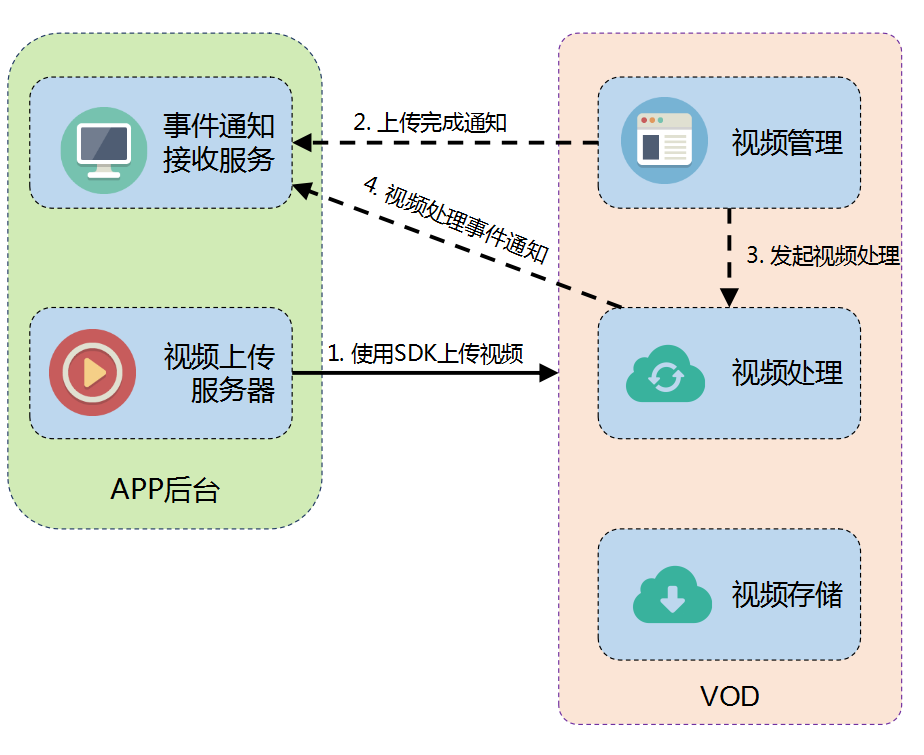 事件通知
接收服务
2. 上传完成通知
视频管理
4. 视频处理事件通知
3. 发起视频处理
视频上传
服务器
1. 使用SDK上传视频
视频处理
APP后台
视频存储
VOD